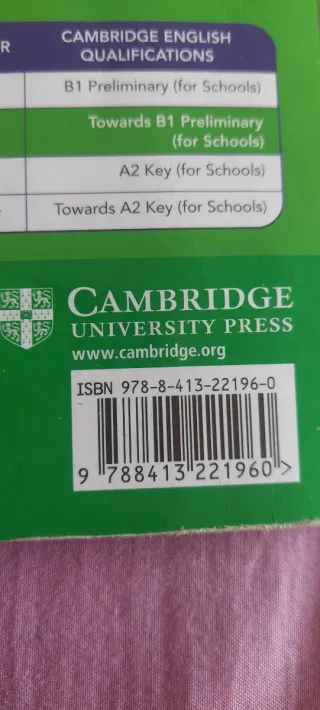 R
CAMBRIDGE ENGLISH
QUALIFICATIONS
B1 Preliminary (for Schools)
Towards B1 Preliminary
(for Schools)
A2 Key (for Schools)
Towards A2 Key (for Schools)
CAMBRIDGE
UNIVERSITY PRESS
www.cambridge.org
ISBN 978-8-413-22196-0
9 788413 221960 >